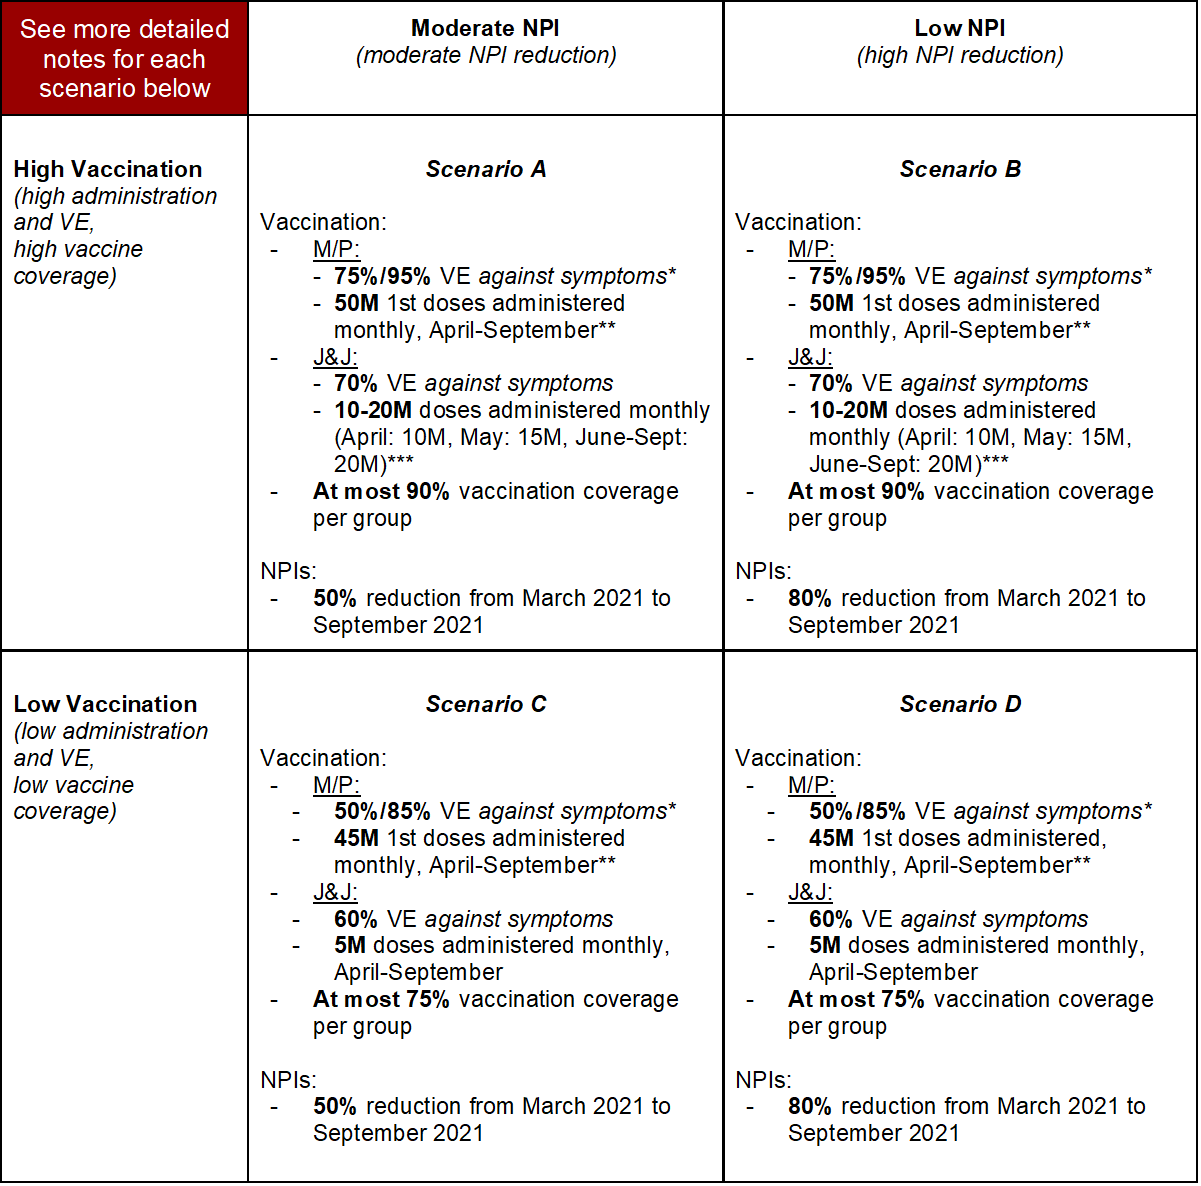 See more detailed
notes for each
scenario below
Moderate NPI
(moderate NPI reduction)
Low NPI
(high NPI reduction)
High Vaccination
(high administration
and VE,
high vaccine
coverage)
Scenario A
Vaccination:
- M/P:
- 75%/95% VE against symptoms*
- 50M 1st doses administered
monthly, April-September**
- J&J:
- 70% VE against symptoms
- 10-20M doses administered monthly
(April: 10M, May: 15M, June-Sept:
20M)***
- At most 90% vaccination coverage
per group
NPIs:
- 50% reduction from March 2021 to
September 2021
Scenario B
Vaccination:
- M/P:
- 75%/95% VE against symptoms*
- 50M 1st doses administered
monthly, April-September**
- J&J:
- 70% VE against symptoms
- 10-20M doses administered
monthly (April: 10M, May: 15M,
June-Sept: 20M)***
- At most 90% vaccination coverage
per group
NPIs:
- 80% reduction from March 2021 to
September 2021
Low Vaccination
(low administration
and VE,
low vaccine
coverage)
Scenario C
Vaccination:
- M/P:
- 50%/85% VE against symptoms*
- 45M 1st doses administered
monthly, April-September**
- J&J:
- 60% VE against symptoms
- 5M doses administered monthly,
April-September
- At most 75% vaccination coverage
per group
NPIs:
- 50% reduction from March 2021 to
September 2021
Scenario D
Vaccination:
- M/P:
- 50%/85% VE against symptoms*
- 45M 1st doses administered,
monthly, April-September**
- J&J:
- 60% VE against symptoms
- 5M doses administered monthly,
April-September
- At most 75% vaccination coverage
per group
NPIs:
- 80% reduction from March 2021 to
September 2021